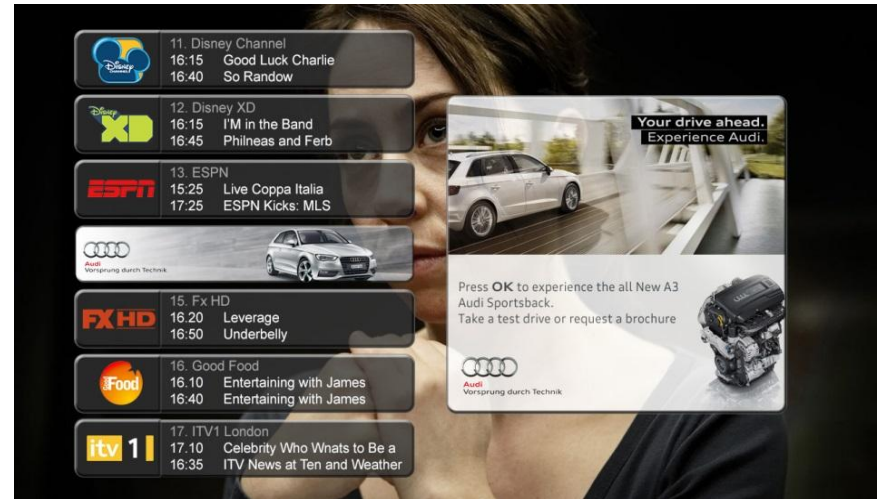 Disney
CHANNEL
11. Disney Channel
16:15 Good Luck Charlie
16:40 So Randow
Disney
XD
12. Disney XD
16:15 I'M in the Band
16:45 Philneas and Ferb
ESPN
13. ESPN
15:25 Live Coppa Italia
17:25 ESPN Kicks: MLS
Audi
Vorsprung durch Technik
FX HD
15. Fx HD
16.20 Leverage
16:50 Underbelly
Food
16. Good Food
16.10 Entertaining with James
16:40 Entertaining with James
itv 1
17. ITV1 London
17.10 Celebrity Who Whats to Be a
16:35 ITV News at Ten and Weather
Your drive ahead.
Experience Audi.
Press OK to experience the all New A3
Audi Sportsback.
Take a test drive or request a brochure
Audi
Vorsprung durch Technik